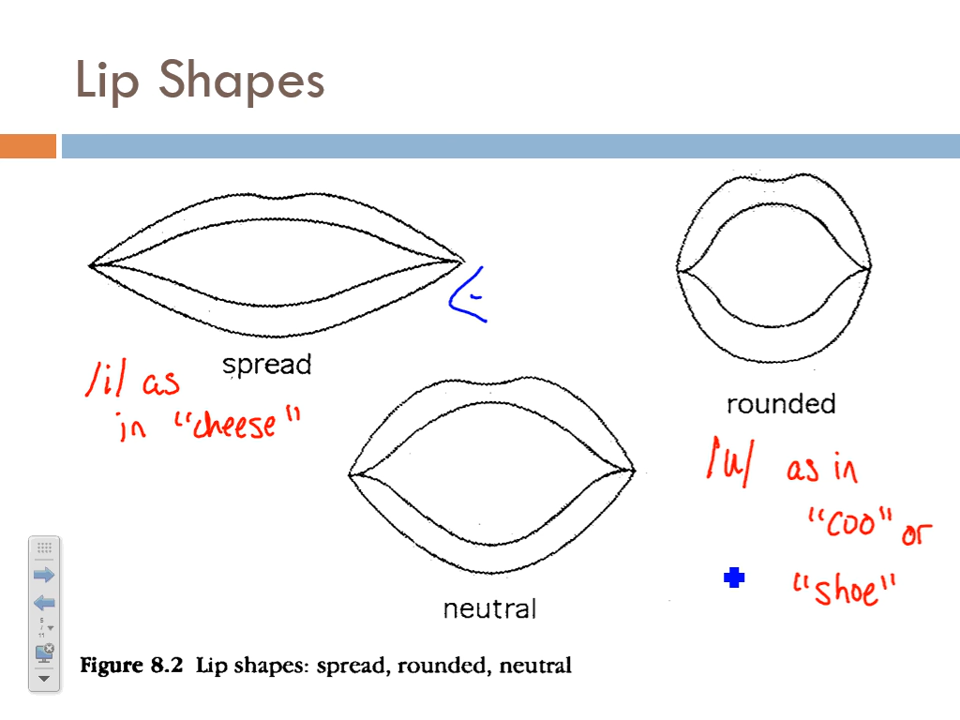 Lip Shapes
spread
/i/ as
in "cheese"
rounded
/u/ as in
"coo" or
"shoe"
neutral
Figure 8.2 Lip shapes: spread, rounded, neutral